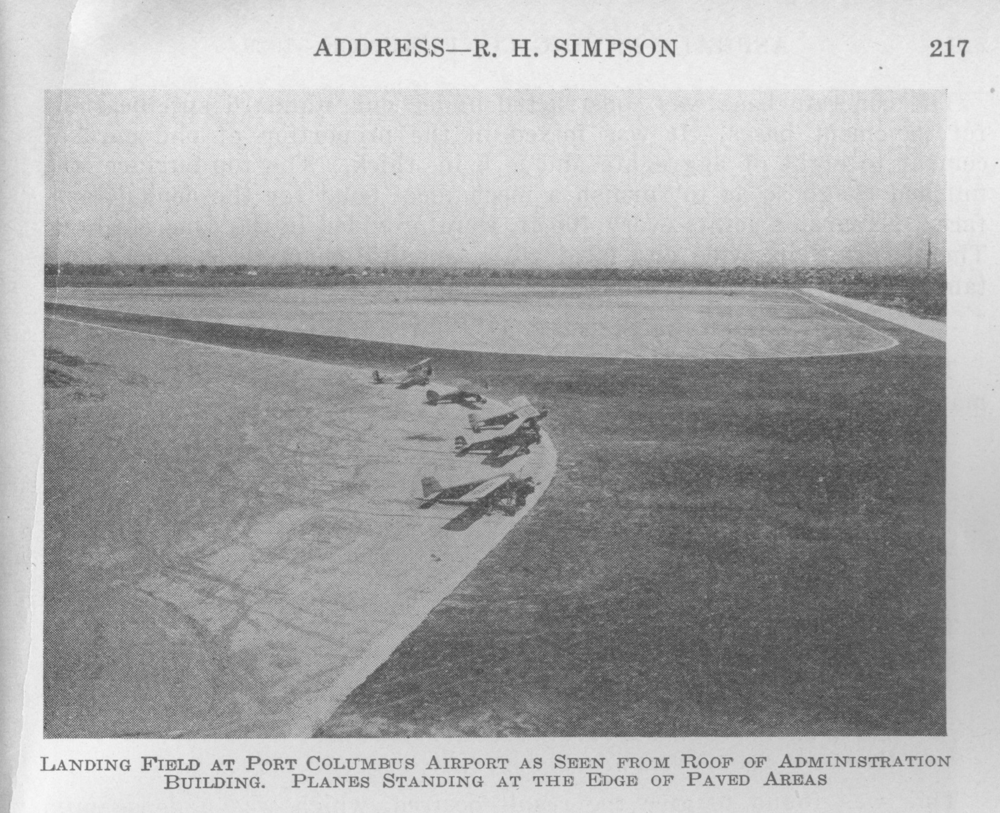 ADDRESS—R. H. SIMPSON 217
LANDING FIELD AT PORT COLUMBUS AIRPORT AS SEEN FROM ROOF OF ADMINISTRATION
BUILDING. PLANES STANDING AT THE EDGE OF PAVED AREAS